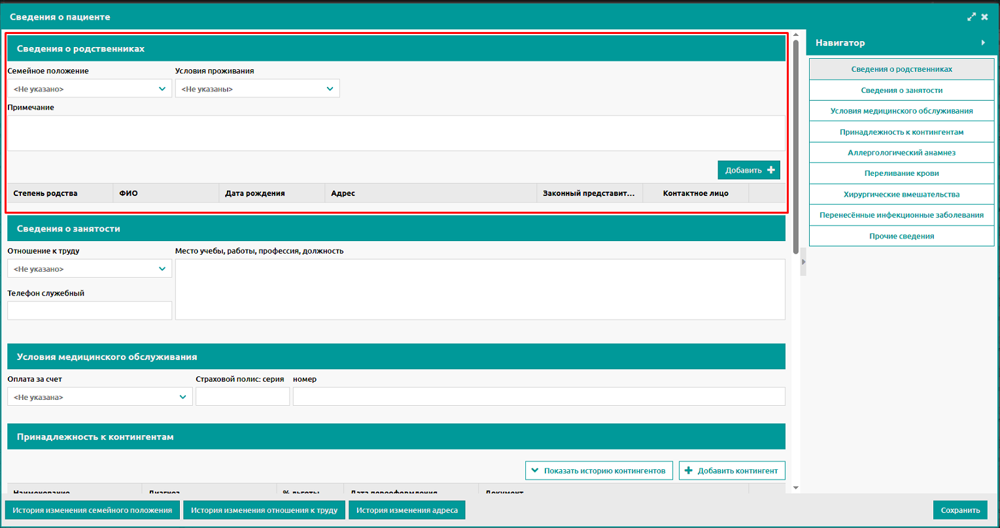 Сведения о пациенте
Сведения о родственниках
Семейное положение Условия проживания
<Не указано> <Не указаны>
Примечание
Добавить
Степень родства ФИО Дата рождения Адрес Законный представит... Контактное лицо
Сведения о занятости
Отношение к труду Место учебы, работы, профессия, должность
<Не указано>
Телефон служебный
Условия медицинского обслуживания
Оплата за счет Страховой полис: серия номер
<Не указана>
Принадлежность к контингентам
Показать историю контингентов Добавить контингент
Наименование Диагноз % льготы Дата переоформления Документ
История изменения семейного положения История изменения отношения к труду История изменения адреса Сохранить
Навигатор
Сведения о родственниках
Сведения о занятости
Условия медицинского обслуживания
Принадлежность к контингентам
Аллергологический анамнез
Переливание крови
Хирургические вмешательства
Перенесённые инфекционные заболевания
Прочие сведения